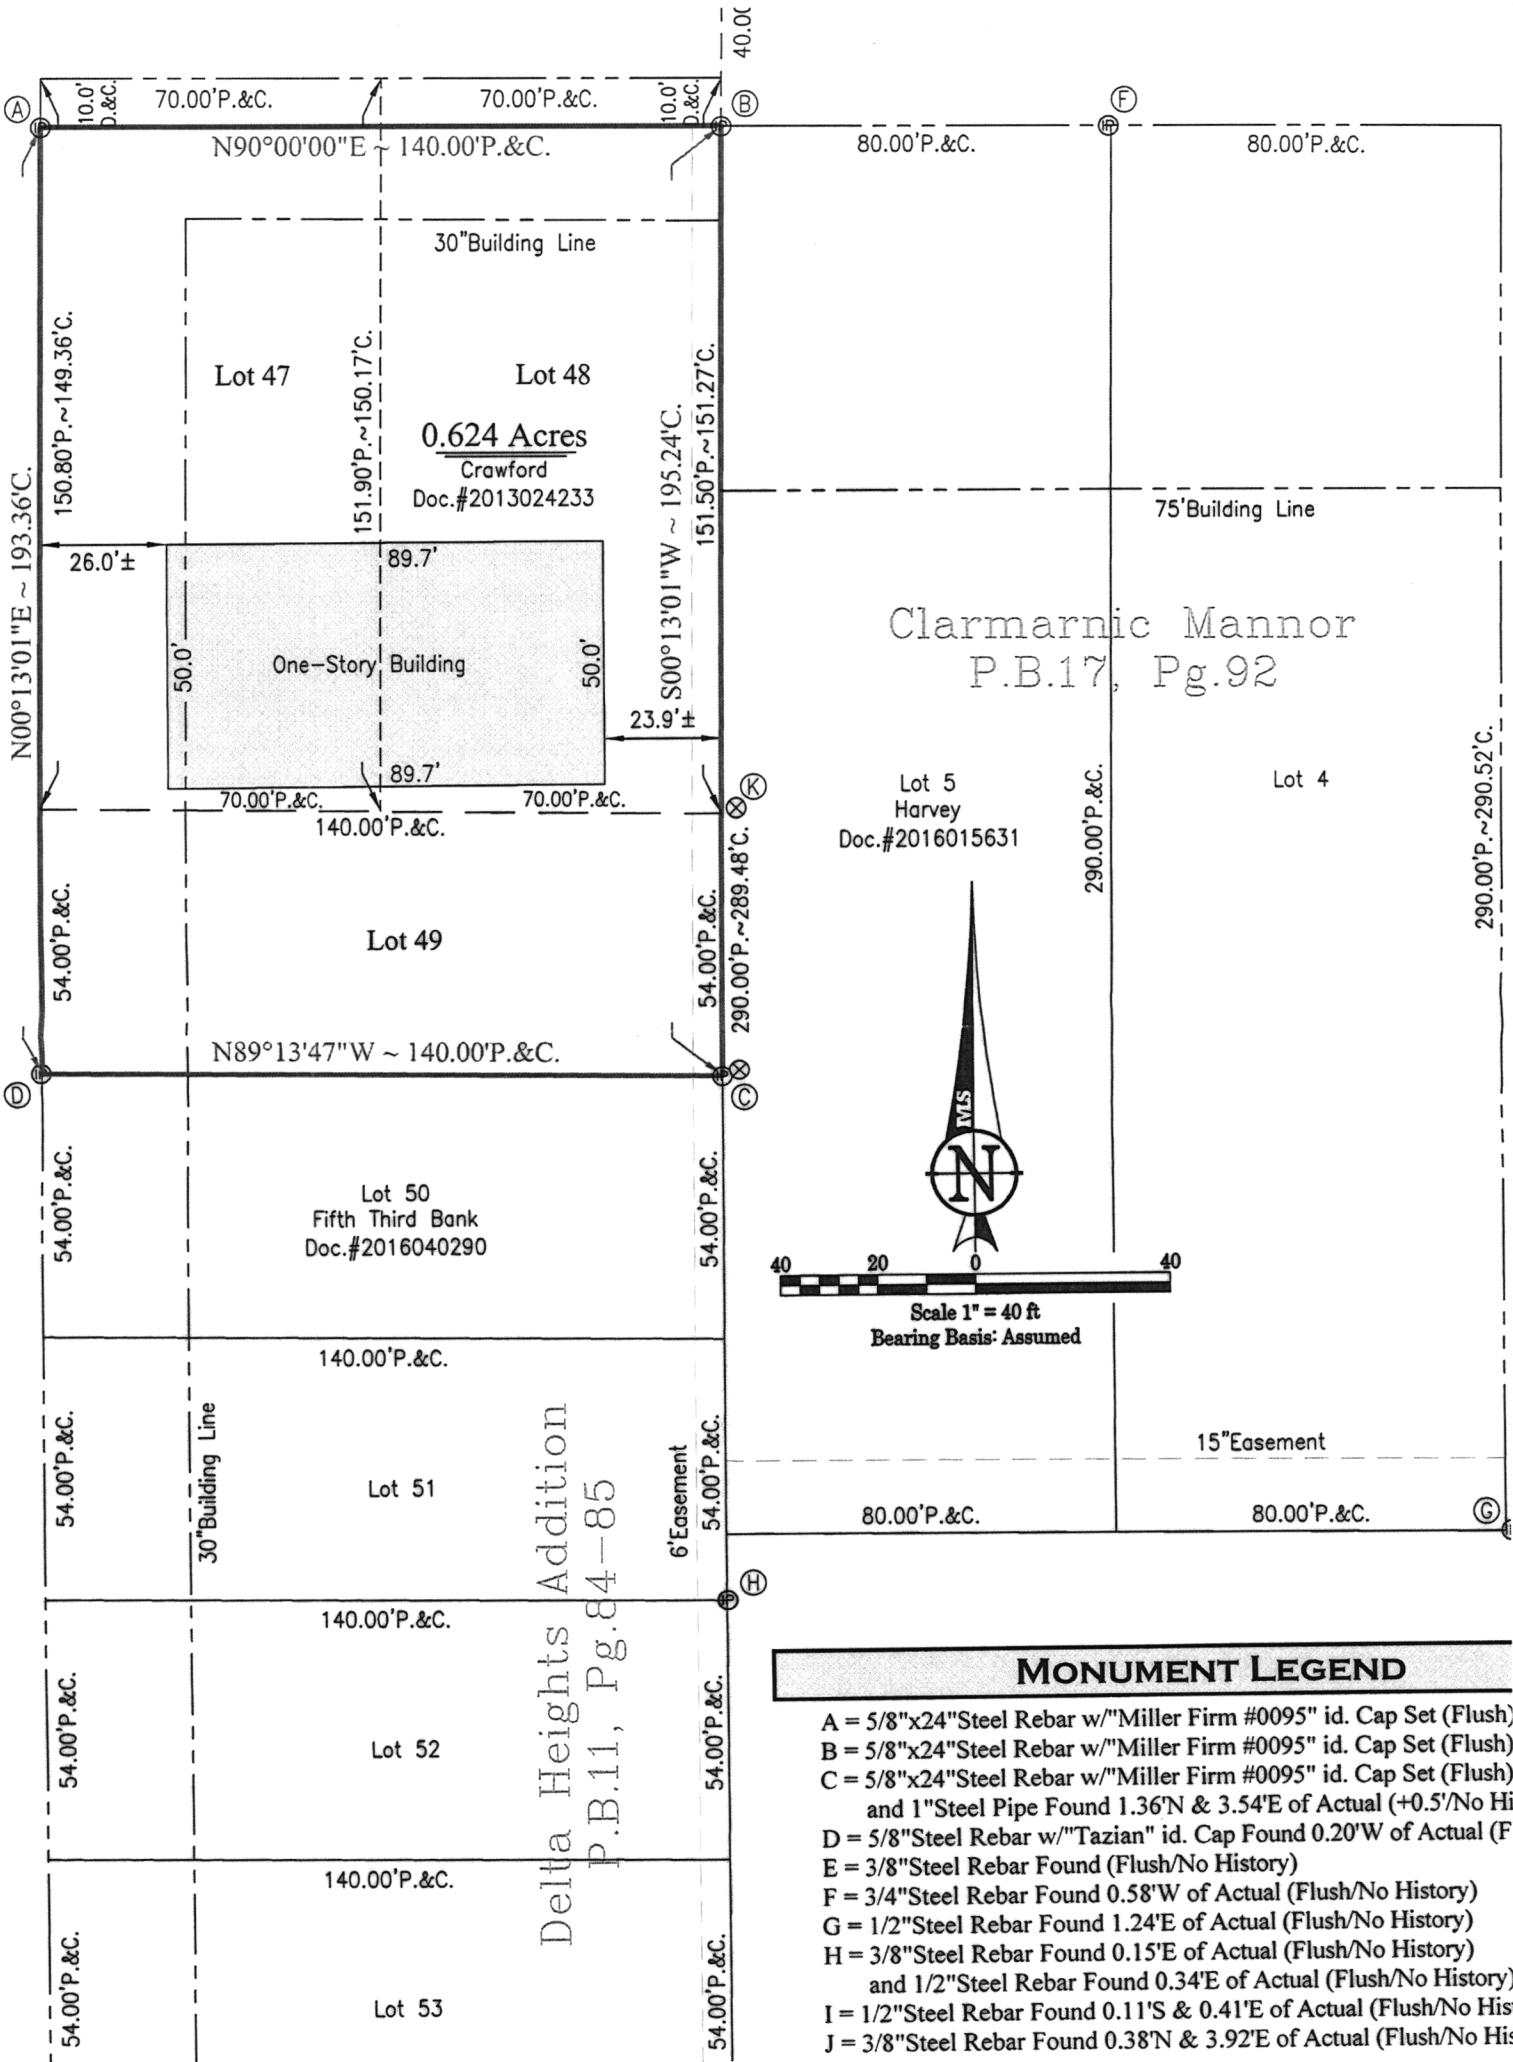 40.00
A
10.0'
70.00'P.&C.
70.00'P.&C.
10.0'
B
F
N90°00'00"E ~ 140.00'P.&C.
80.00'P.&C.
80.00'P.&C.
30"Building Line
150.80'P.~149.36'C.
151.90'P.~150.17'C.
151.50'P.~151.27'C.
Lot 47
Lot 48
0.624 Acres
Crawford
Doc.#2013024233
N00°13'01"E ~ 193.36'C.
S00°13'01"W ~ 195.24'C.
75'Building Line
26.0'±
89.7'
50.0'
One-Story Building
50.0'
23.9'±
89.7'
Clarmarnic Mannor
P.B.17, Pg.92
70.00'P.&C.
70.00'P.&C.
K
140.00'P.&C.
Lot 5
Harvey
Doc.#2016015631
290.00'P.&C.
Lot 4
290.00'P.~290.52'C.
54.00'P.&C.
Lot 49
54.00'P.&C.
290.00'P.~289.48'C.
N89°13'47"W ~ 140.00'P.&C.
D
C
MS
N
54.00'P.&C.
Lot 50
Fifth Third Bank
Doc.#2016040290
54.00'P.&C.
40 20 0 40
Scale 1" = 40 ft
Bearing Basis: Assumed
140.00'P.&C.
54.00'P.&C.
30"Building Line
Lot 51
6'Easement
54.00'P.&C.
15"Easement
80.00'P.&C.
80.00'P.&C.
G
H
140.00'P.&C.
Delta Heights Addition
P.B.11, Pg.84-85
54.00'P.&C.
Lot 52
54.00'P.&C.
140.00'P.&C.
54.00'P.&C.
Lot 53
54.00'P.&C.
MONUMENT LEGEND
A = 5/8"x24"Steel Rebar w/"Miller Firm #0095" id. Cap Set (Flush)
B = 5/8"x24"Steel Rebar w/"Miller Firm #0095" id. Cap Set (Flush)
C = 5/8"x24"Steel Rebar w/"Miller Firm #0095" id. Cap Set (Flush)
and 1"Steel Pipe Found 1.36'N & 3.54'E of Actual (+0.5'/No Hi
D = 5/8"Steel Rebar w/"Tazian" id. Cap Found 0.20'W of Actual (F
E = 3/8"Steel Rebar Found (Flush/No History)
F = 3/4"Steel Rebar Found 0.58'W of Actual (Flush/No History)
G = 1/2"Steel Rebar Found 1.24'E of Actual (Flush/No History)
H = 3/8"Steel Rebar Found 0.15'E of Actual (Flush/No History)
and 1/2"Steel Rebar Found 0.34'E of Actual (Flush/No History)
I = 1/2"Steel Rebar Found 0.11'S & 0.41'E of Actual (Flush/No His
J = 3/8"Steel Rebar Found 0.38'N & 3.92'E of Actual (Flush/No His